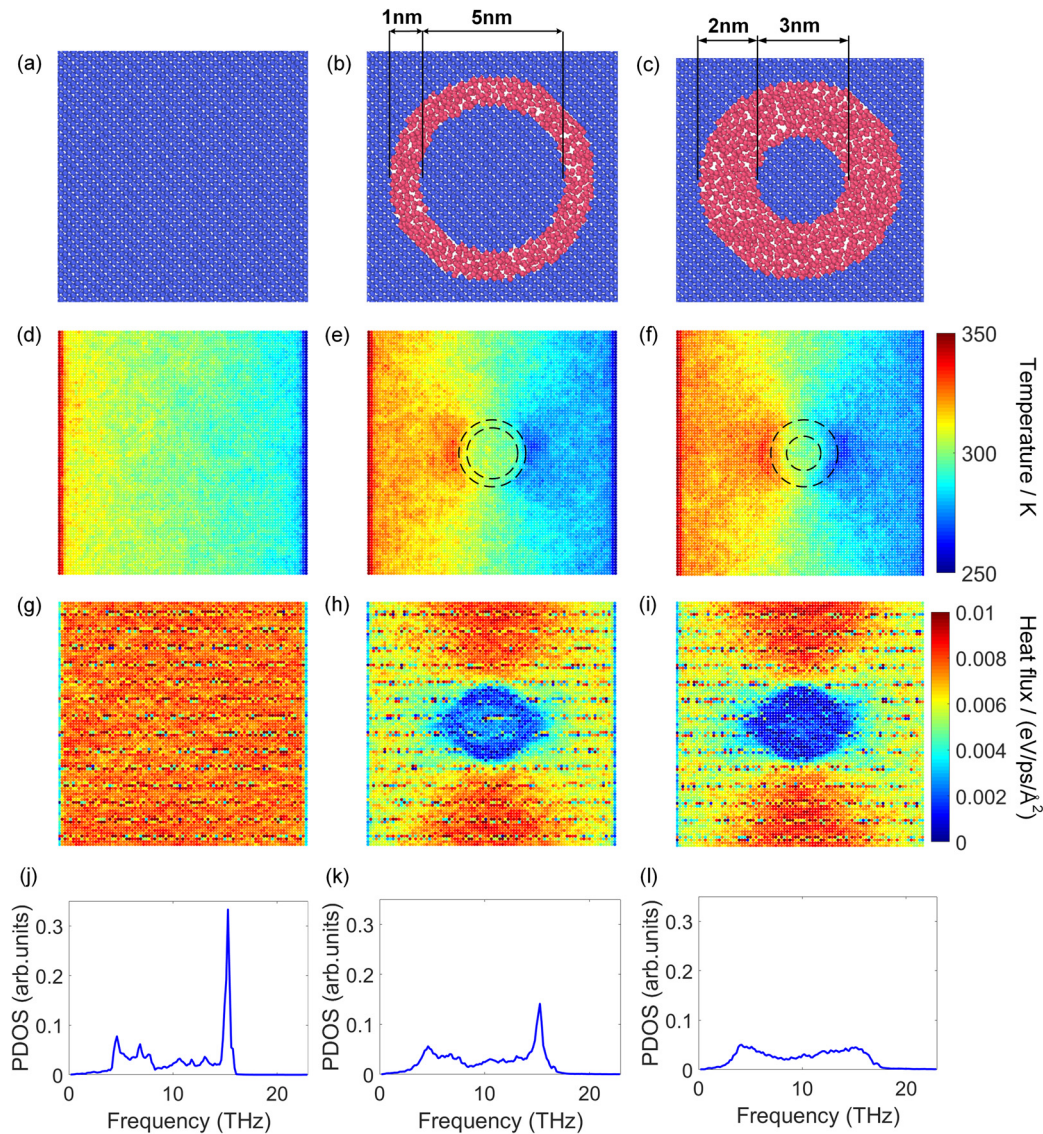 1nm 5nm
2nm 3nm
(a) (b) (c)
(d) (e) (f)
350
300
250
Temperature / K
(g) (h) (i)
0.01
0.008
0.006
0.004
0.002
0
Heat flux / (eV/ps/Å²)
(j) (k) (l)
PDOS (arb.units)
0.3
0.2
0.1
0
0 10 20
Frequency (THz)
PDOS (arb.units)
0.3
0.2
0.1
0
0 10 20
Frequency (THz)
PDOS (arb.units)
0.3
0.2
0.1
0
0 10 20
Frequency (THz)